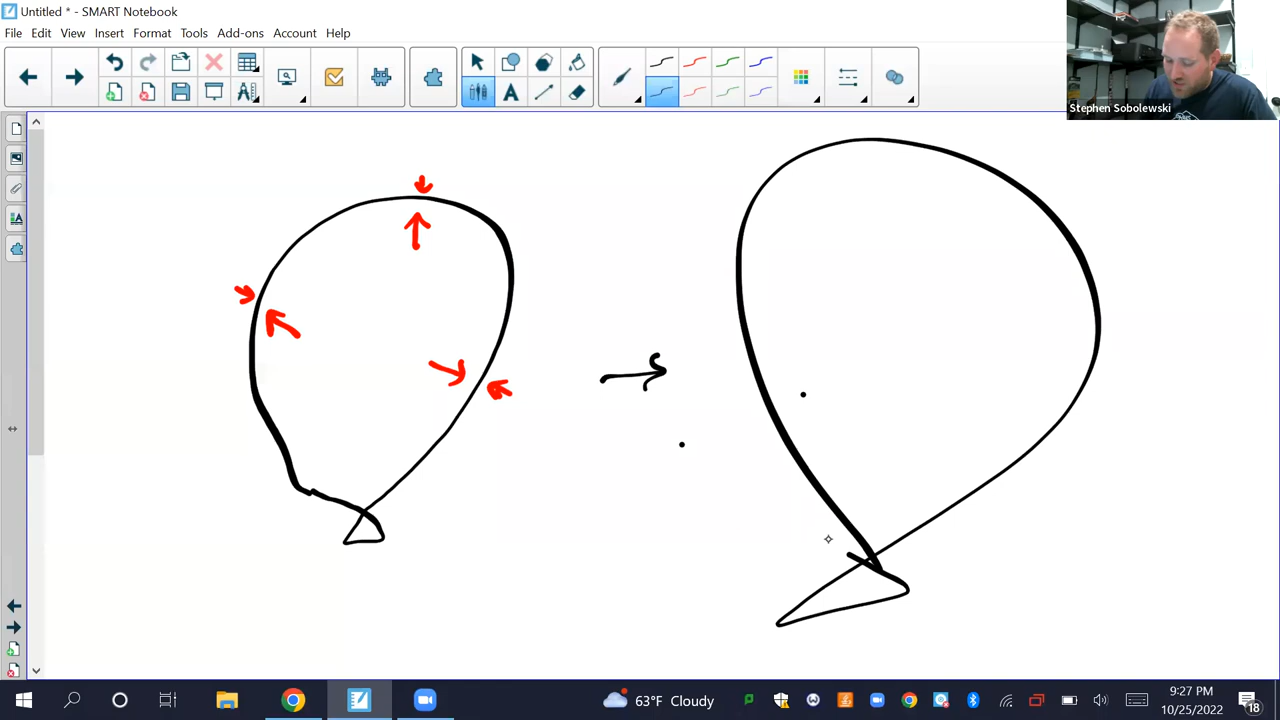 Untitled * - SMART Notebook
File Edit View Insert Format Tools Add-ons Account Help
Stephen Sobolewski
63°F Cloudy
9:27 PM
10/25/2022
18